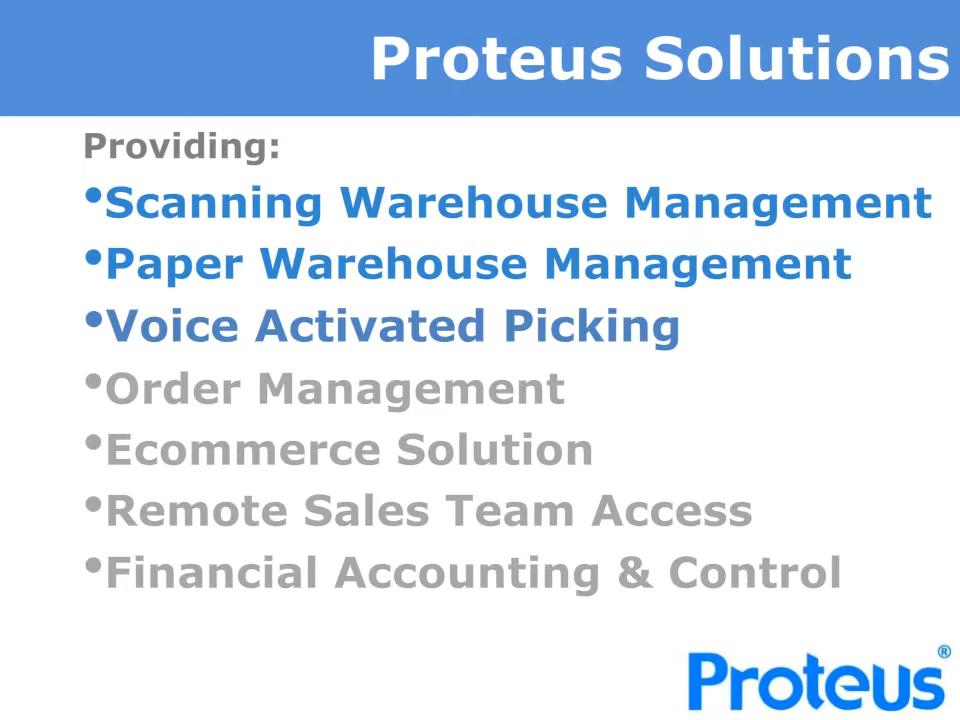 Proteus Solutions
Providing:
•Scanning Warehouse Management
•Paper Warehouse Management
•Voice Activated Picking
•Order Management
•Ecommerce Solution
•Remote Sales Team Access
•Financial Accounting & Control
Proteus®